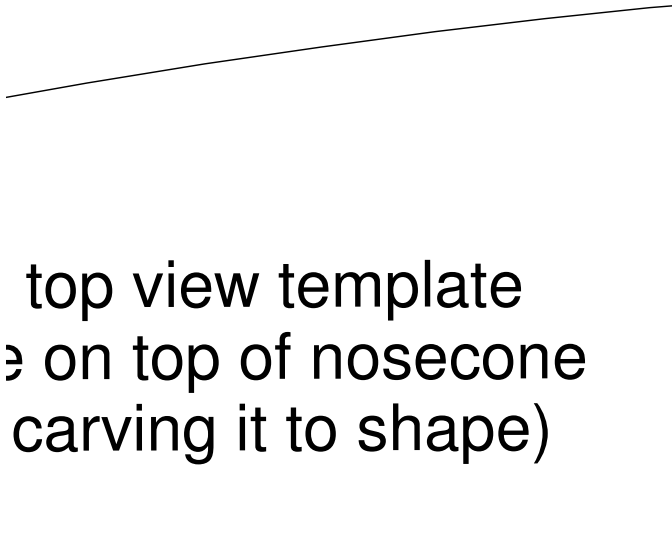 top view template
e on top of nosecone
carving it to shape)